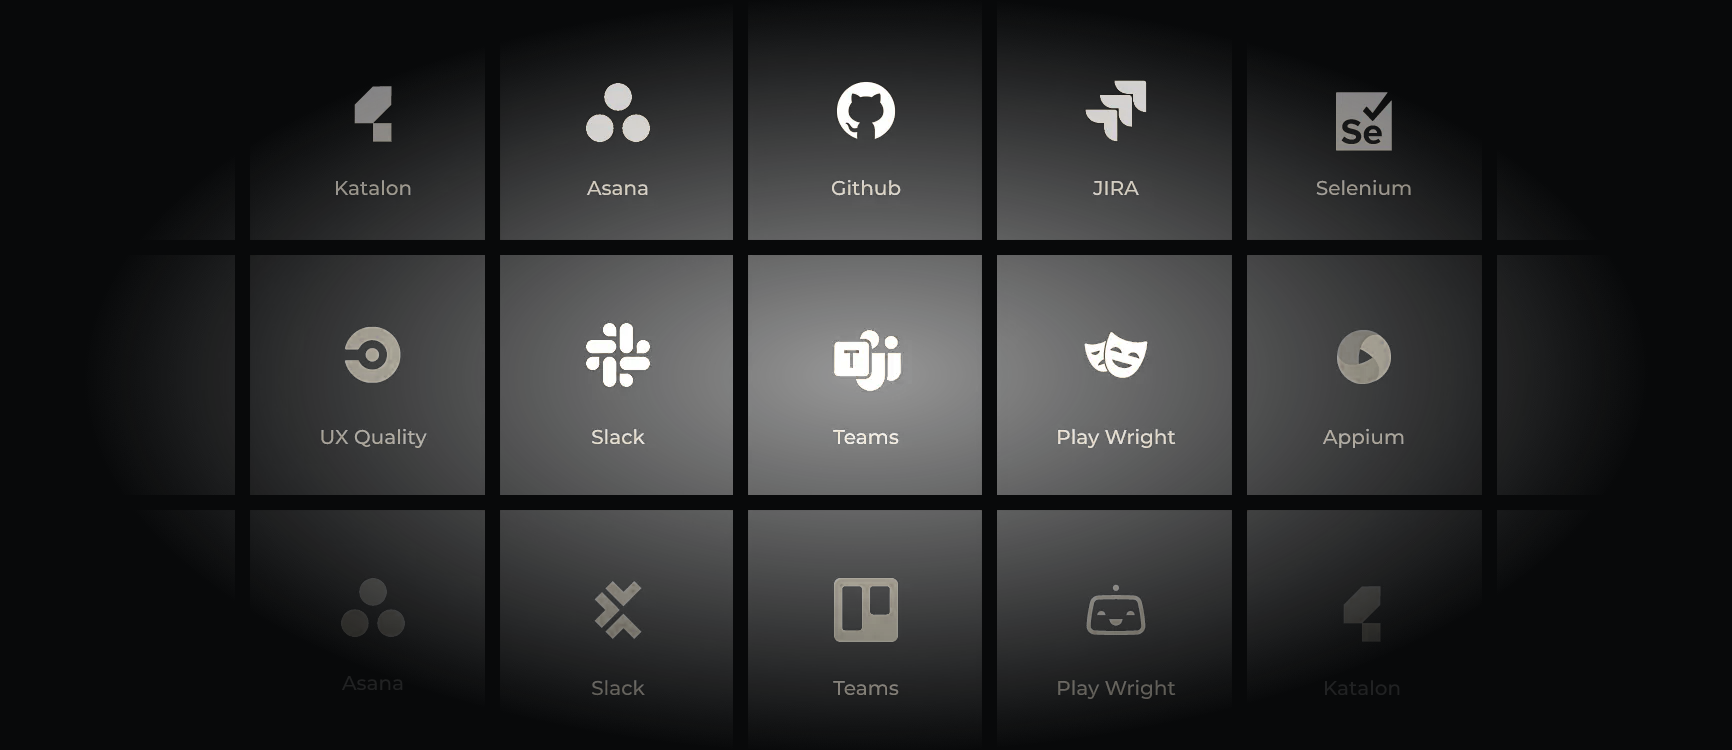 Katalon
Asana
Github
JIRA
Se
Selenium
UX Quality
Slack
T
Teams
Play Wright
Appium
Asana
Slack
Teams
Play Wright
Katalon